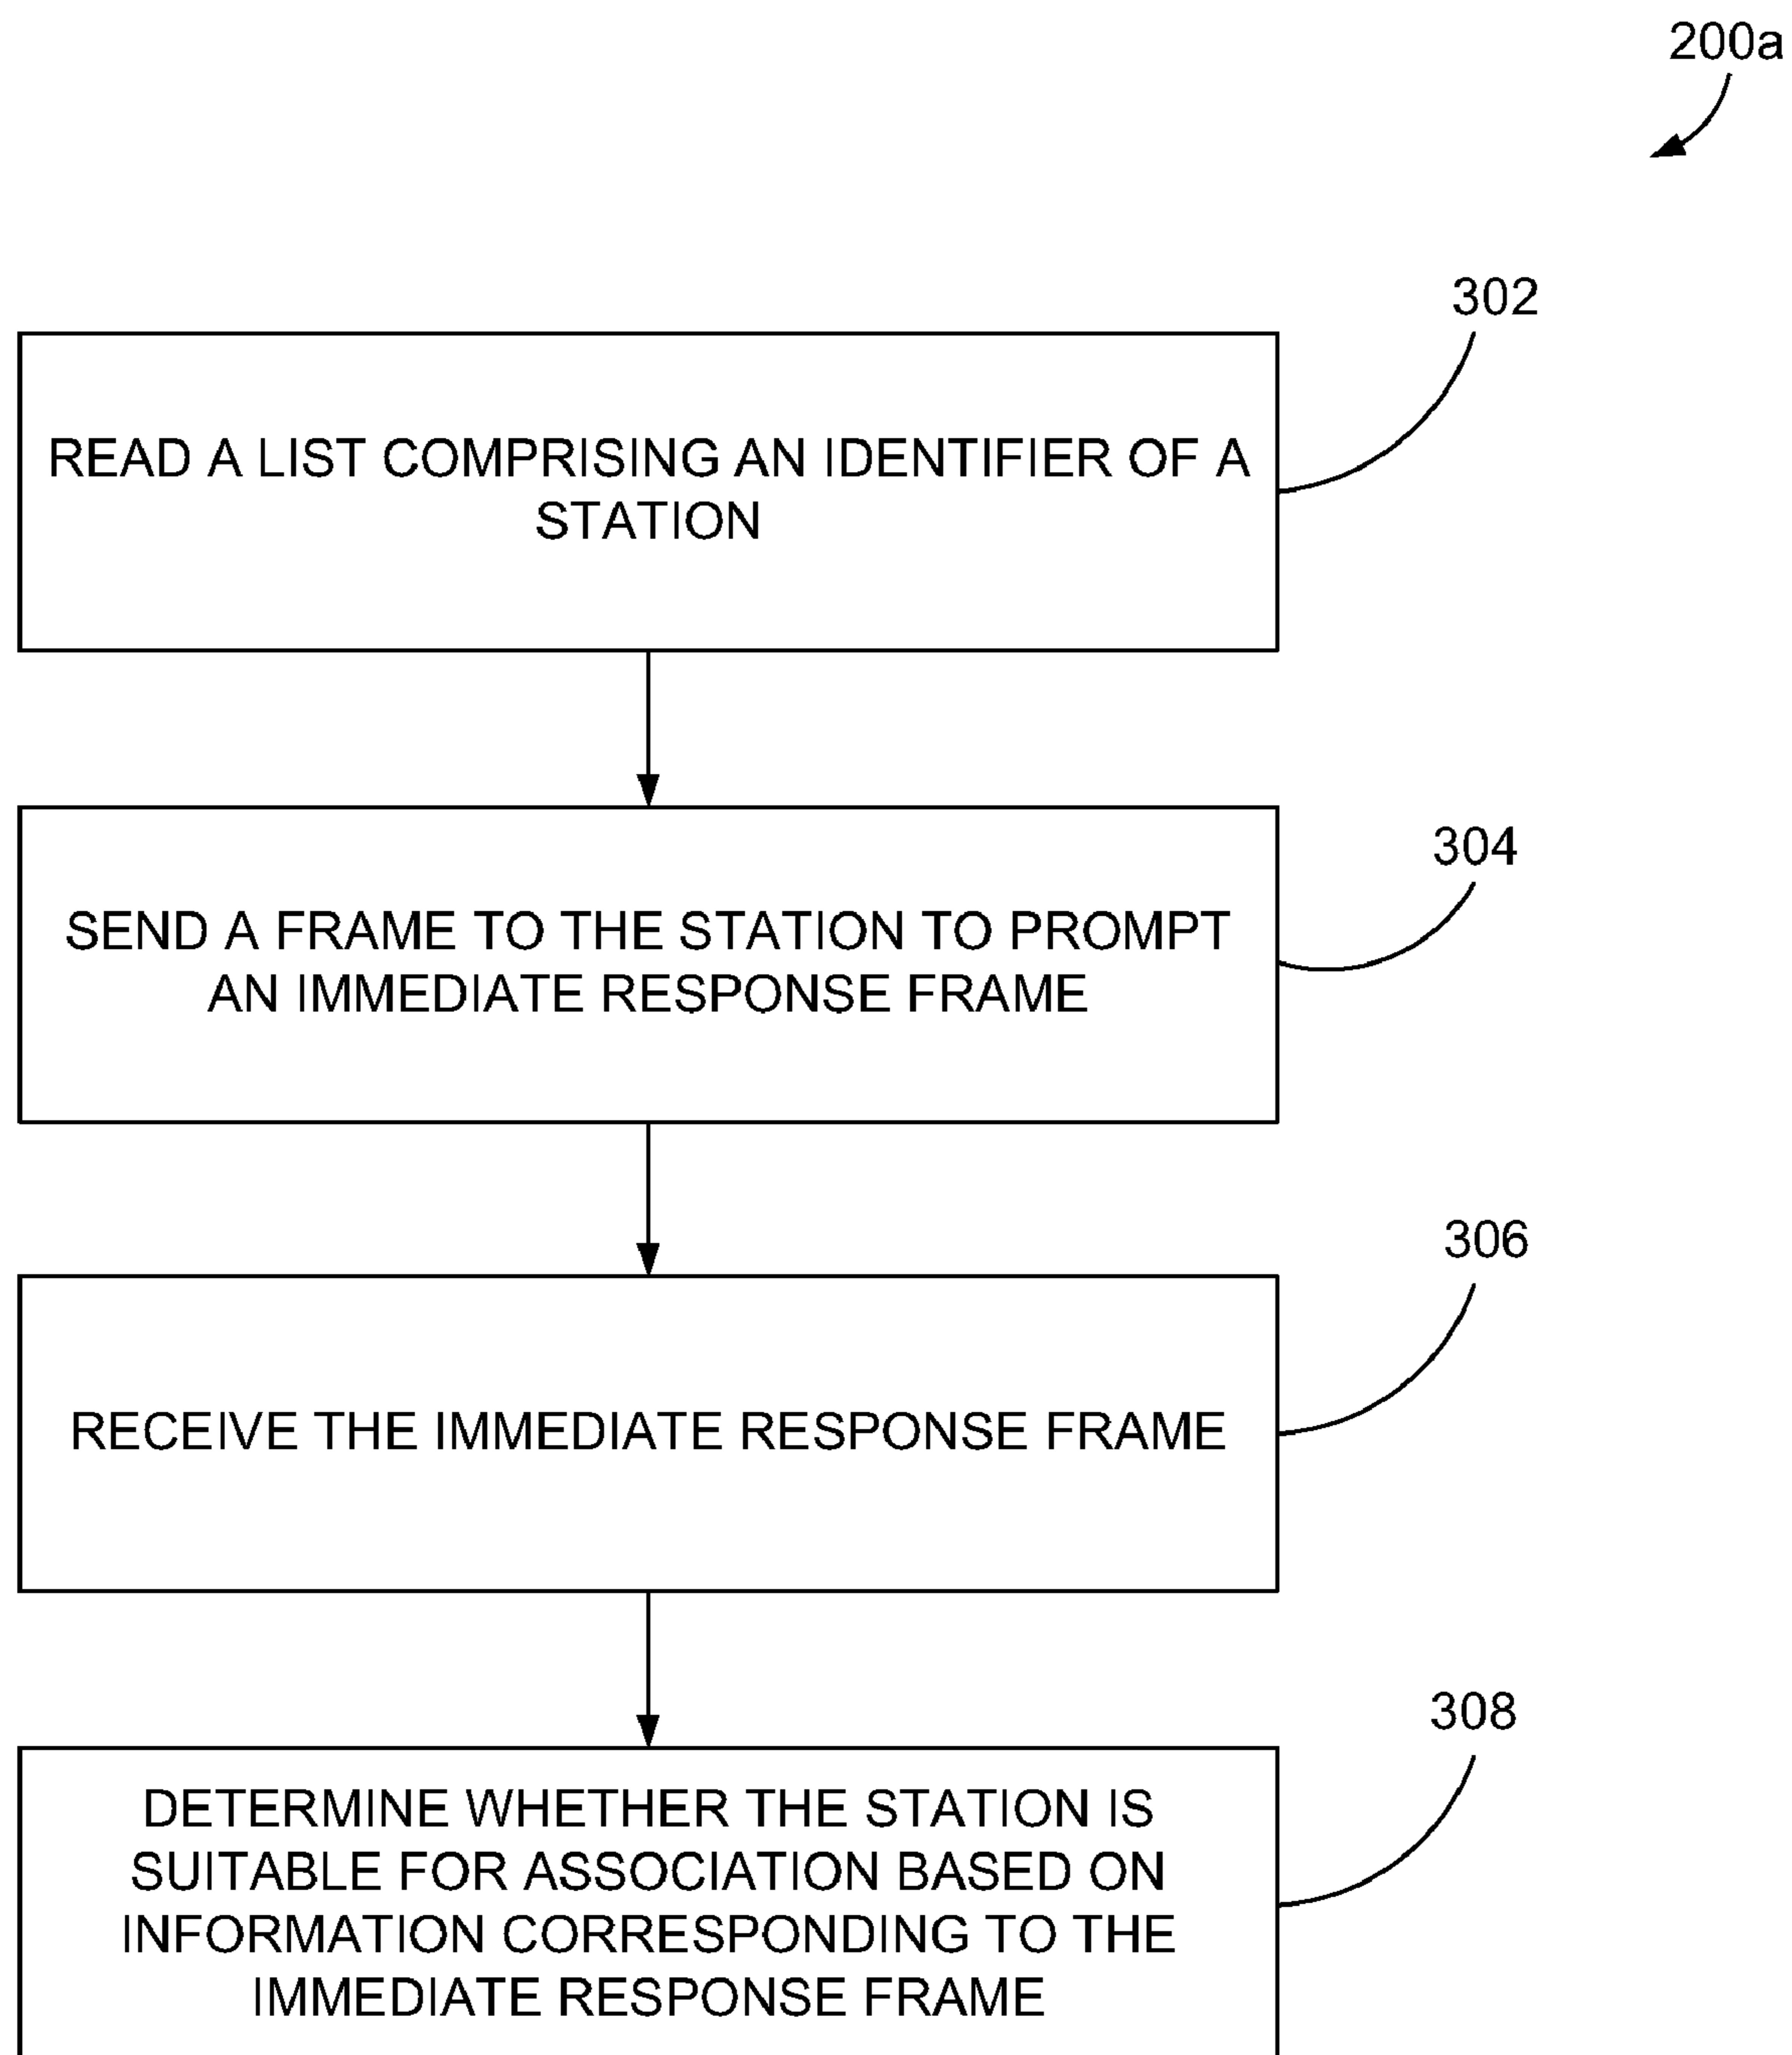 200a
302
READ A LIST COMPRISING AN IDENTIFIER OF A
STATION
304
SEND A FRAME TO THE STATION TO PROMPT
AN IMMEDIATE RESPONSE FRAME
306
RECEIVE THE IMMEDIATE RESPONSE FRAME
308
DETERMINE WHETHER THE STATION IS
SUITABLE FOR ASSOCIATION BASED ON
INFORMATION CORRESPONDING TO THE
IMMEDIATE RESPONSE FRAME